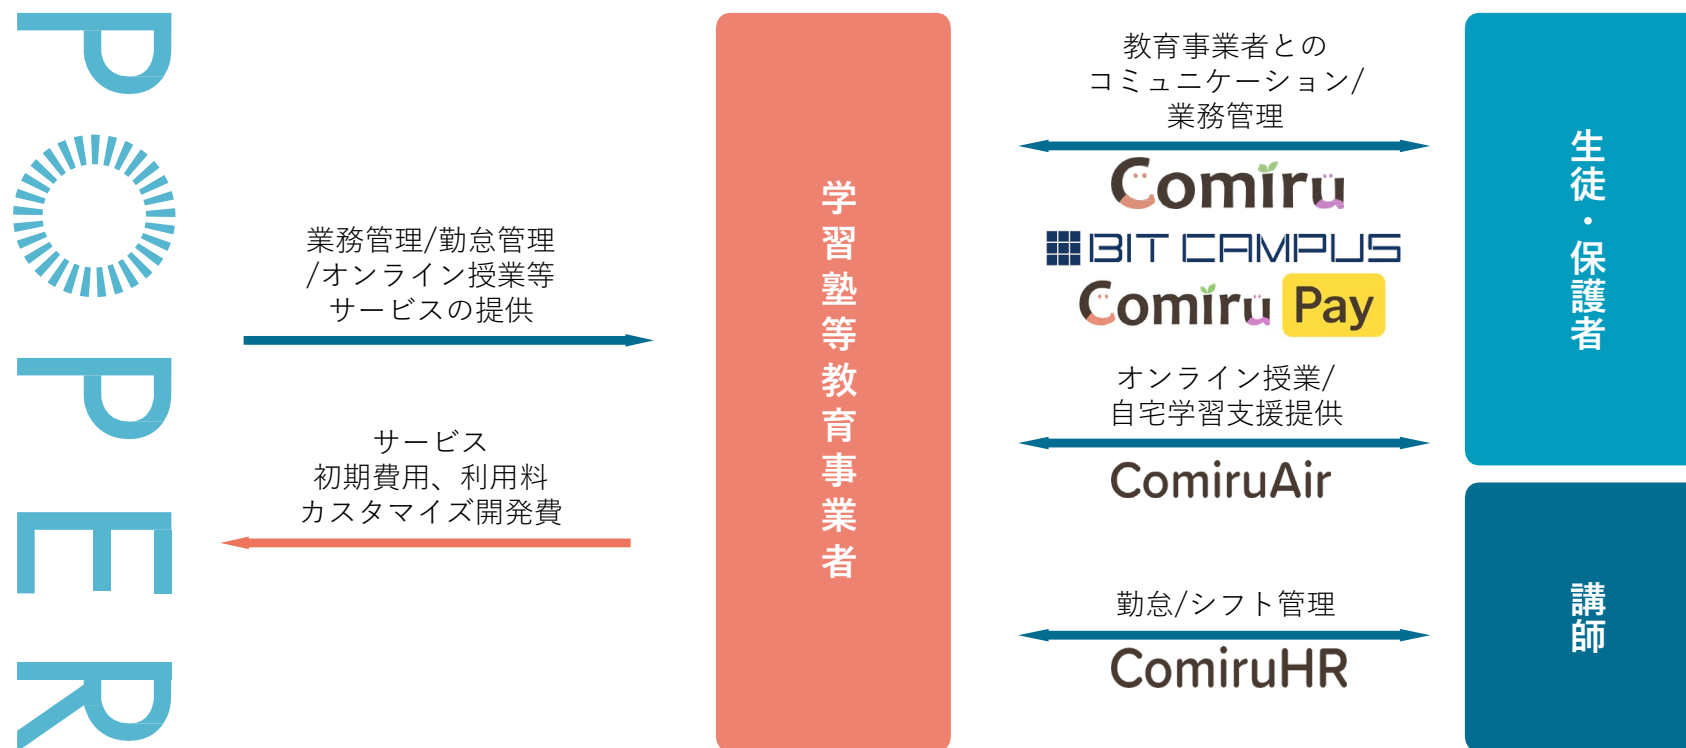 POPER
業務管理/勤怠管理
/オンライン授業等
サービスの提供
サービス
初期費用、利用料
カスタマイズ開発費
学習塾等教育事業者
教育事業者との
コミュニケーション/
業務管理
Comiru
BIT CAMPUS
Comiru Pay
オンライン授業/
自宅学習支援提供
ComiruAir
勤怠/シフト管理
ComiruHR
生徒・保護者
講師